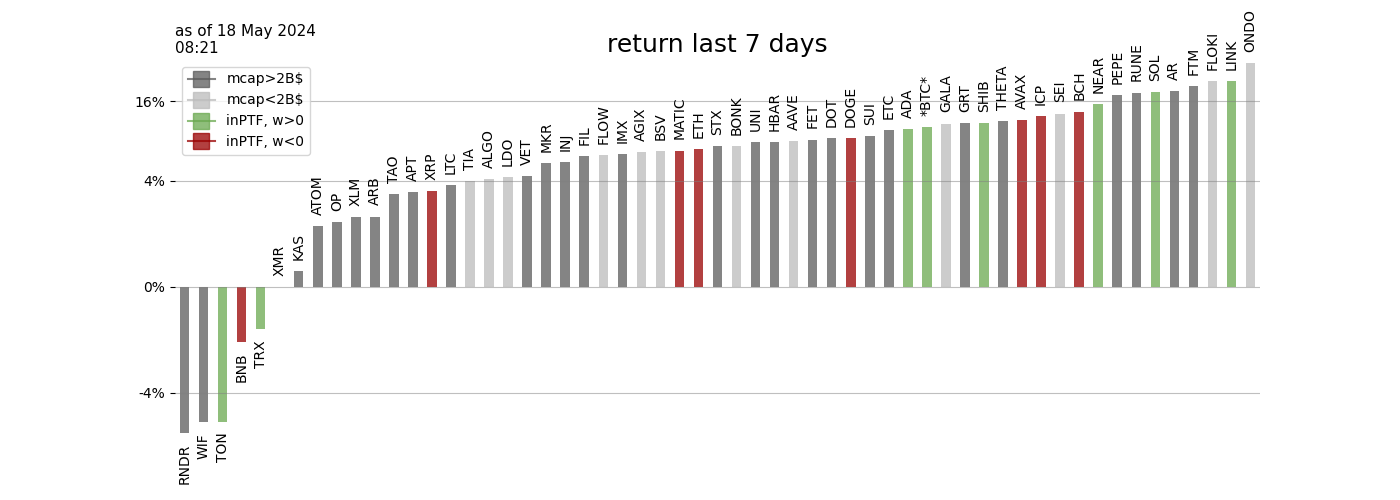 as of 18 May 2024
08:21
return last 7 days
mcap>2B$
mcap<2B$
inPTF, w>0
inPTF, w<0
16%
4%
0%
-4%
RNDR
WIF
TON
BNB
TRX
XMR
KAS
ATOM
OP
XLM
ARB
TAO
APT
XRP
LTC
TIA
ALGO
LDO
VET
MKR
INJ
FIL
FLOW
IMX
AGIX
BSV
MATIC
ETH
STX
BONK
UNI
HBAR
AAVE
FET
DOT
DOGE
SUI
ETC
ADA
*BTC*
GALA
GRT
SHIB
THETA
AVAX
ICP
SEI
BCH
NEAR
PEPE
RUNE
SOL
AR
FTM
FLOKI
LINK
ONDO